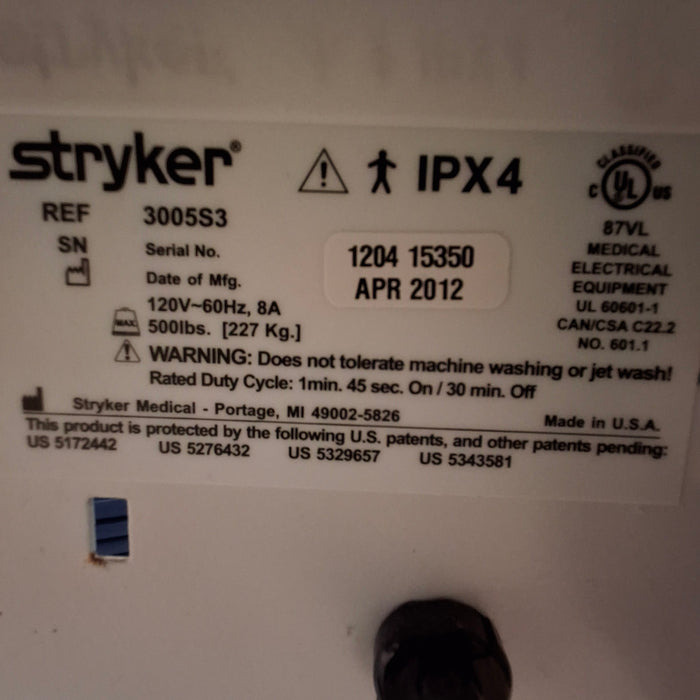 stryker®
IPX4
CLASSIFIED
C UL US
REF 3005S3
SN Serial No. 1204 15350
Date of Mfg. APR 2012
87VL
MEDICAL
ELECTRICAL
EQUIPMENT
UL 60601-1
CAN/CSA C22.2
NO. 601.1
120V~60Hz, 8A
MAX 500lbs. [227 Kg.]
WARNING: Does not tolerate machine washing or jet wash!
Rated Duty Cycle: 1min. 45 sec. On / 30 min. Off
Stryker Medical - Portage, MI 49002-5826 Made in U.S.A.
This product is protected by the following U.S. patents, and other patents pending:
US 5172442 US 5276432 US 5329657 US 5343581